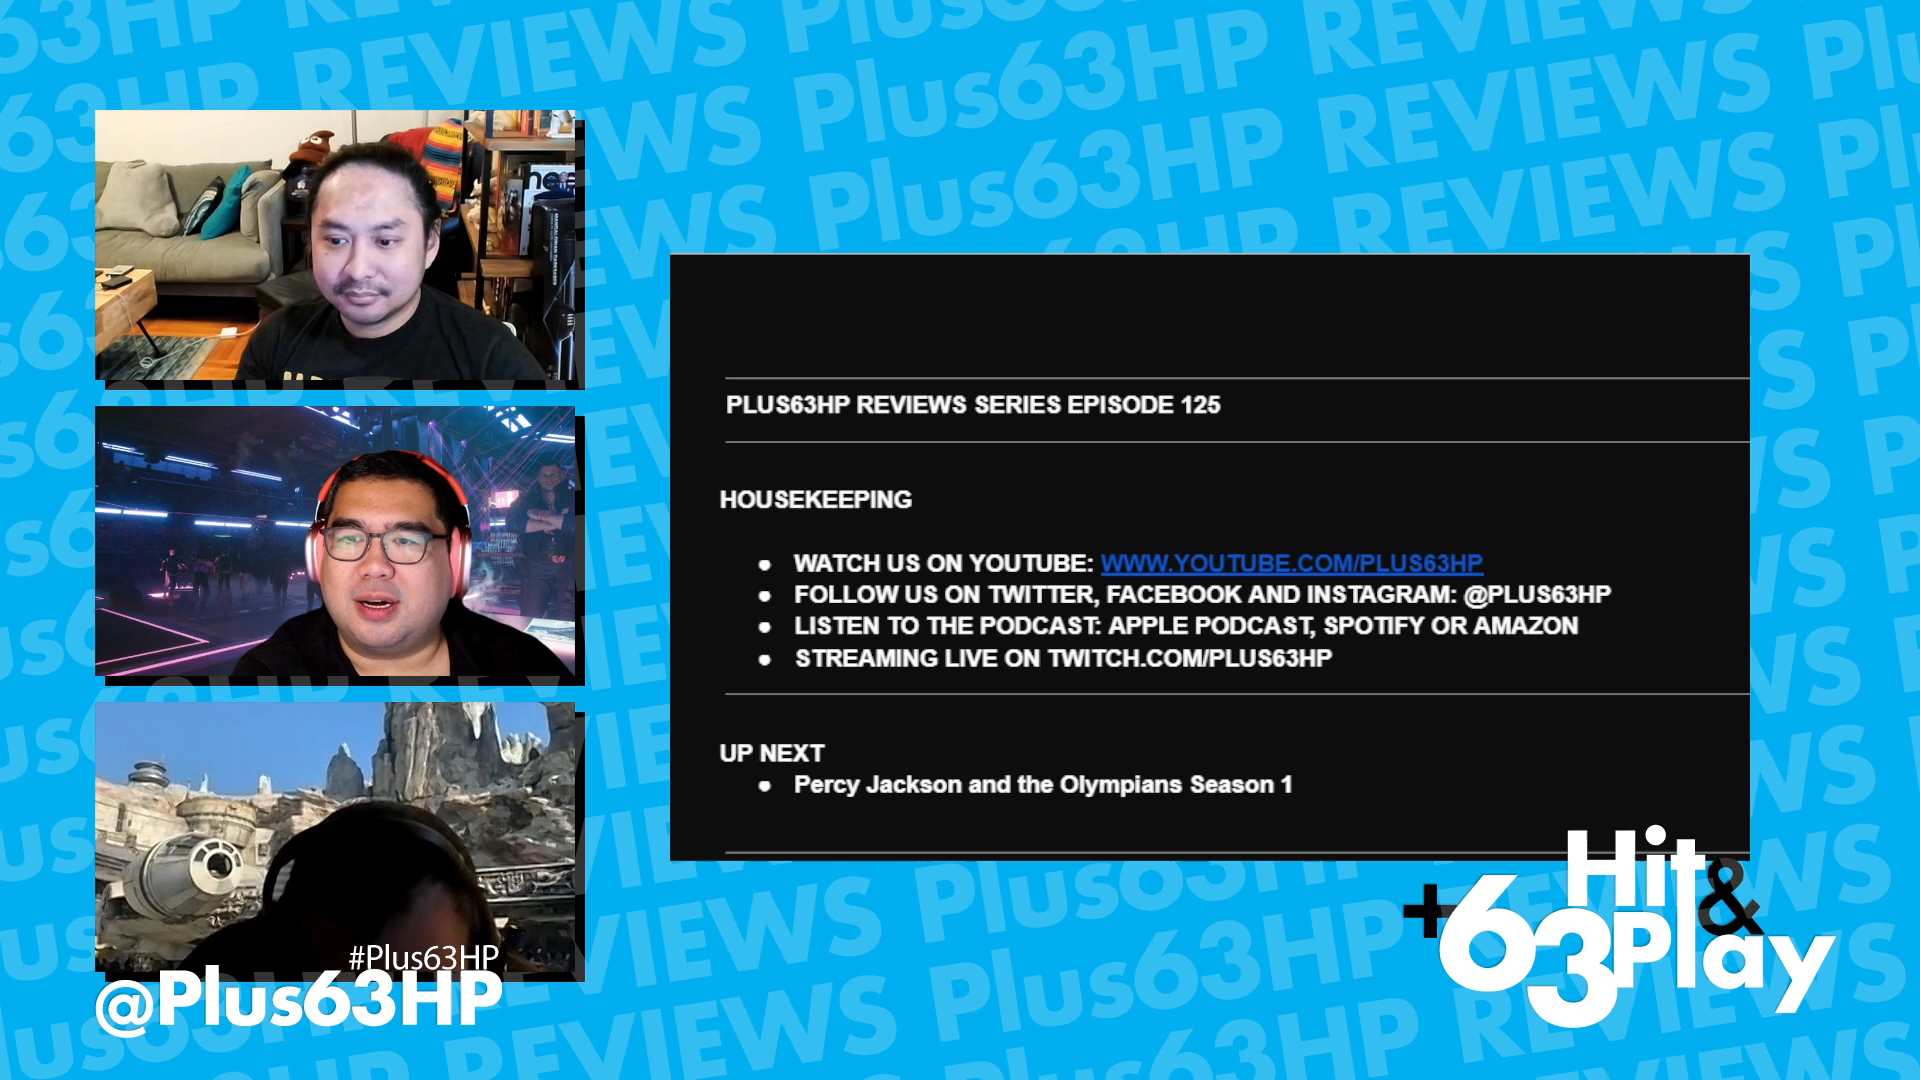 PLUS63HP REVIEWS SERIES EPISODE 125
HOUSEKEEPING
● WATCH US ON YOUTUBE: WWW.YOUTUBE.COM/PLUS63HP
● FOLLOW US ON TWITTER, FACEBOOK AND INSTAGRAM: @PLUS63HP
● LISTEN TO THE PODCAST: APPLE PODCAST, SPOTIFY OR AMAZON
● STREAMING LIVE ON TWITCH.COM/PLUS63HP
UP NEXT
● Percy Jackson and the Olympians Season 1
#Plus63HP
@Plus63HP
+63 Hit &
Play
Plus63HP REVIEWS